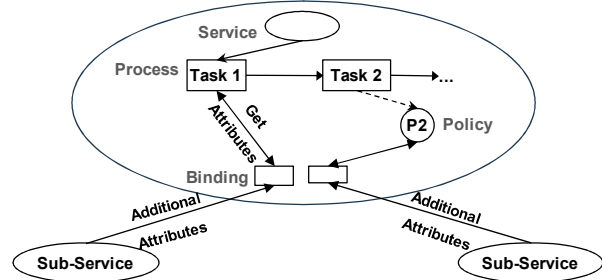 Service
Process
Task 1
Task 2
...
Get
Attributes
P2
Policy
Binding
Additional
Attributes
Additional
Attributes
Sub-Service
Sub-Service